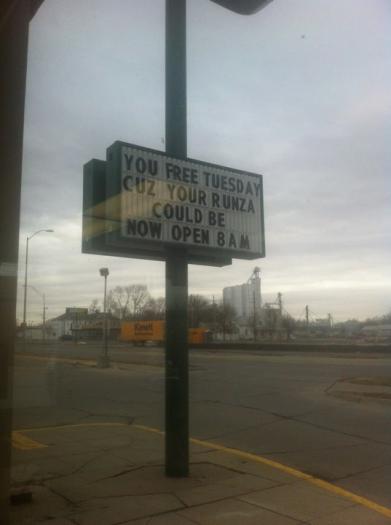 YOU FREE TUESDAY
CUZ YOUR RUNZA
COULD BE
NOW OPEN 8AM